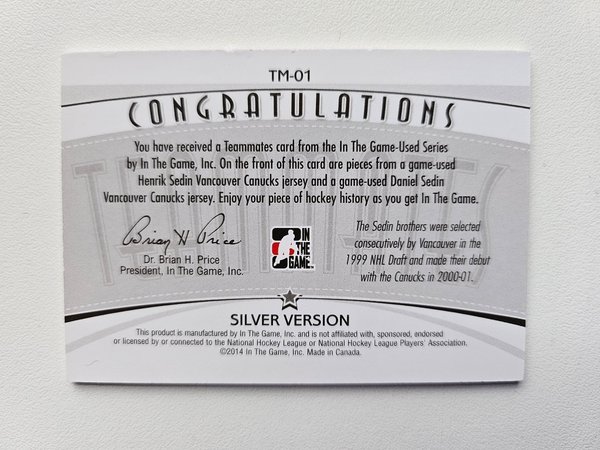 TM-01
CONGRATULATIONS
You have received a Teammates card from the In The Game-Used Series
by In The Game, Inc. On the front of this card are pieces from a game-used
Henrik Sedin Vancouver Canucks jersey and a game-used Daniel Sedin
Vancouver Canucks jersey. Enjoy your piece of hockey history as you get In The Game.
Brian H Price
Dr. Brian H. Price
President, In The Game, Inc.
IN
THE
GAME™
The Sedin brothers were selected
consecutively by Vancouver in the
1999 NHL Draft and made their debut
with the Canucks in 2000-01.
SILVER VERSION
This product is manufactured by In The Game, Inc. and is not affiliated with, sponsored, endorsed
or licensed by or connected to the National Hockey League or National Hockey League Players' Association.
©2014 In The Game, Inc. Made in Canada.